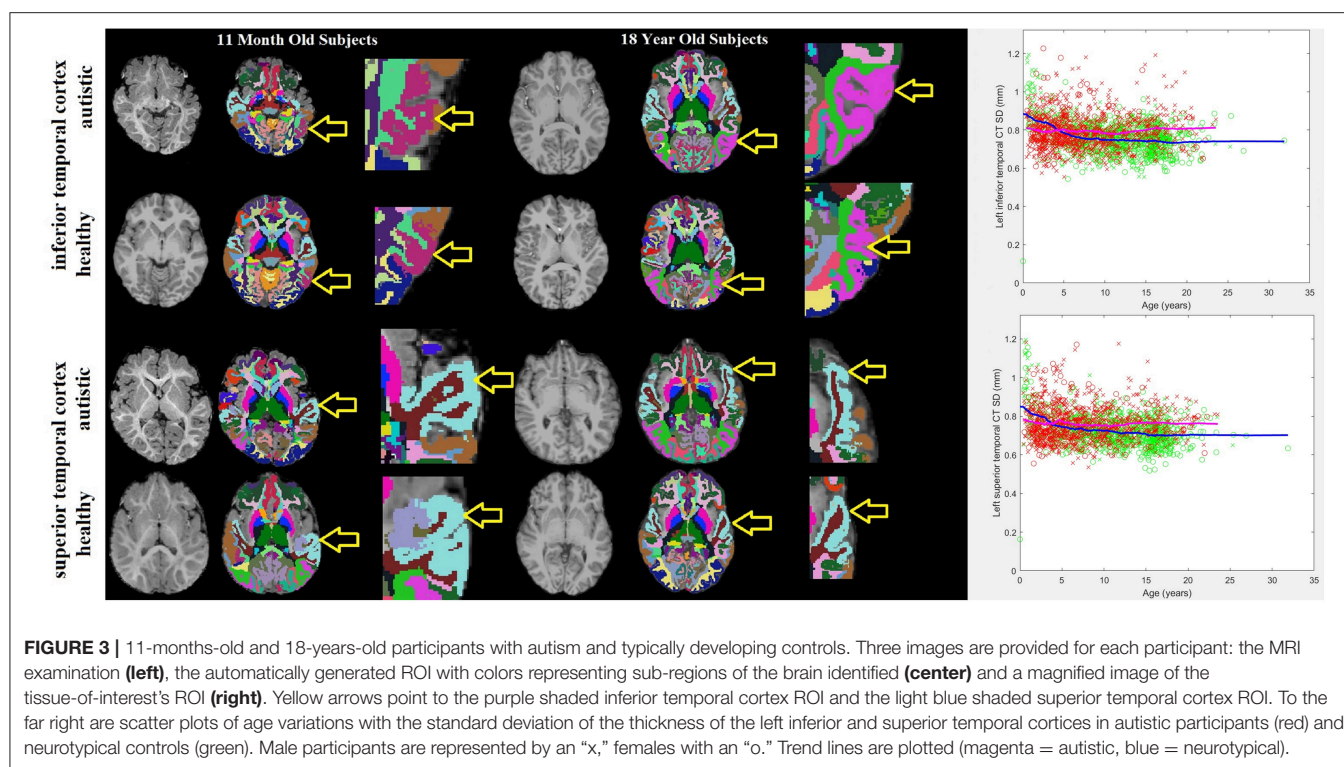 11 Month Old Subjects
18 Year Old Subjects
inferior temporal cortex
autistic
healthy
superior temporal cortex
autistic
healthy
Left inferior temporal CT SD (mm)
1.2
1
0.8
0.6
0.4
0.2
0
0 5 10 15 20 25 30 35
Age (years)
Left superior temporal CT SD (mm)
1.2
1
0.8
0.6
0.4
0.2
0
0 5 10 15 20 25 30 35
Age (years)
FIGURE 3 | 11-months-old and 18-years-old participants with autism and typically developing controls. Three images are provided for each participant: the MRI
examination (left), the automatically generated ROI with colors representing sub-regions of the brain identified (center) and a magnified image of the
tissue-of-interest's ROI (right). Yellow arrows point to the purple shaded inferior temporal cortex ROI and the light blue shaded superior temporal cortex ROI. To the
far right are scatter plots of age variations with the standard deviation of the thickness of the left inferior and superior temporal cortices in autistic participants (red) and
neurotypical controls (green). Male participants are represented by an “x,” females with an “o.” Trend lines are plotted (magenta = autistic, blue = neurotypical).